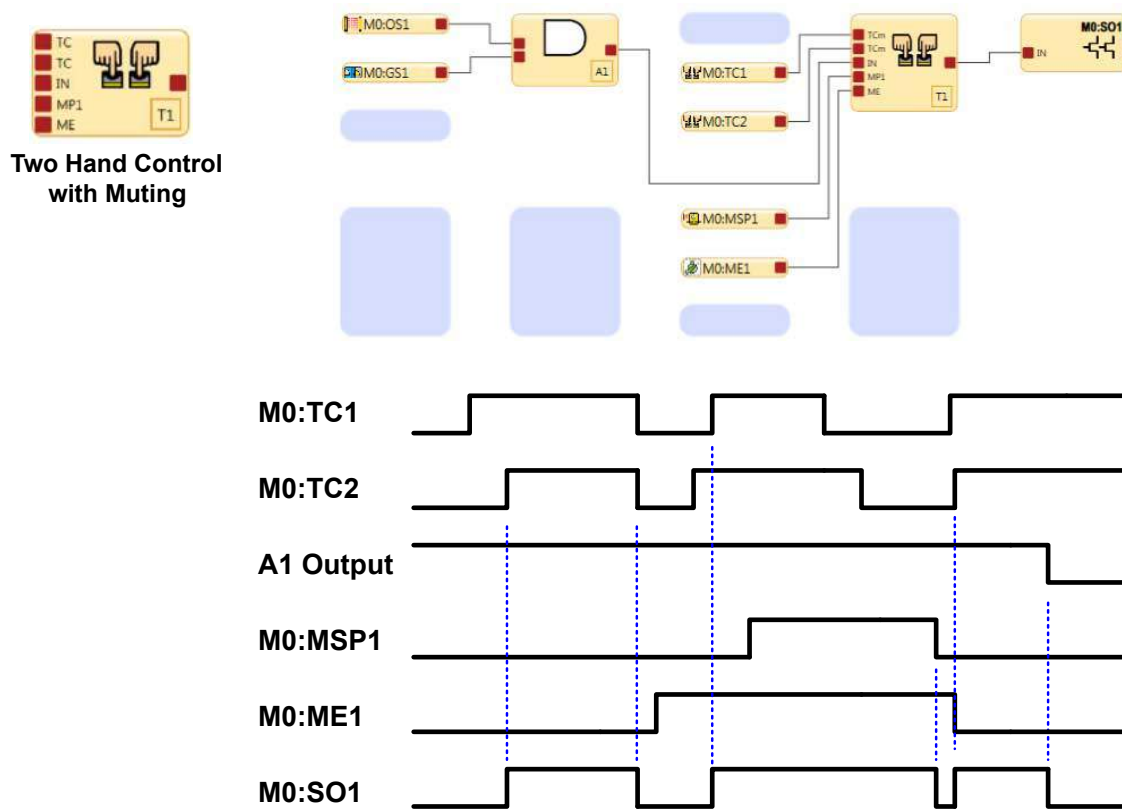 TC
TC
IN
MP1
ME
T1
Two Hand Control
with Muting
M0:OS1
M0:GS1
A1
M0:TC1
M0:TC2
M0:MSP1
M0:ME1
TCm
TCm
IN
MP1
ME
T1
M0:SO1
IN
M0:TC1
M0:TC2
A1 Output
M0:MSP1
M0:ME1
M0:SO1